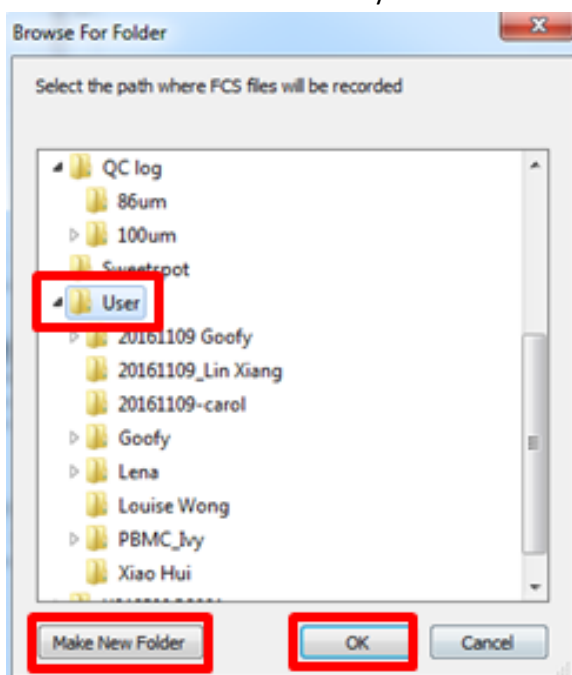 Browse For Folder
Select the path where FCS files will be recorded
QC log
86um
100um
Sweetspot
User
20161109 Goofy
20161109_Lin Xiang
20161109-carol
Goofy
Lena
Louise Wong
PBMC_Ivy
Xiao Hui
Make New Folder OK Cancel